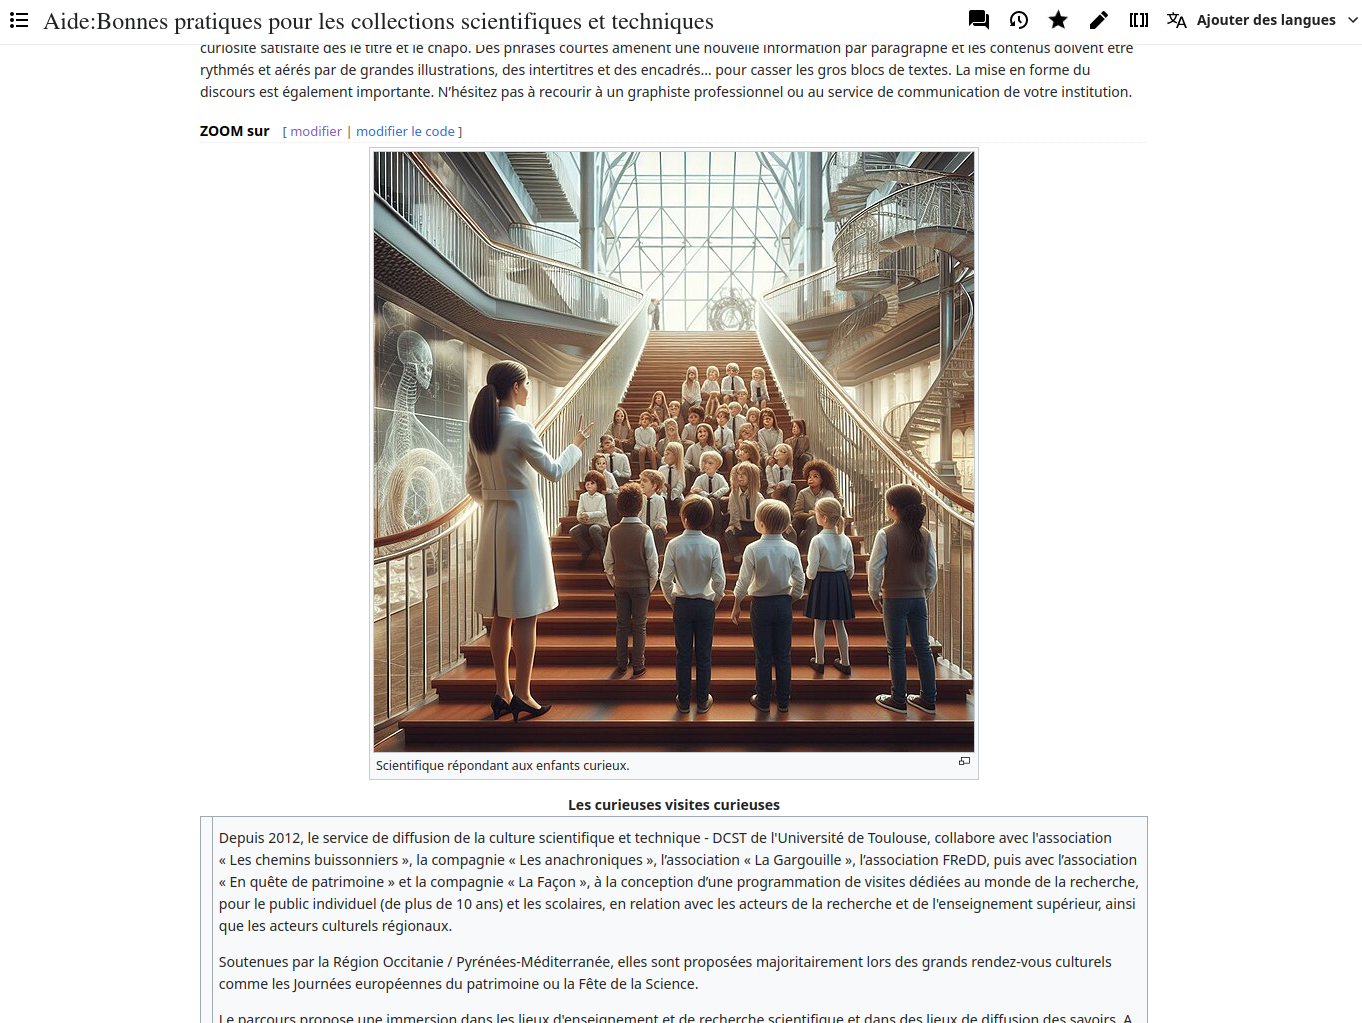 Aide:Bonnes pratiques pour les collections scientifiques et techniques
Ajouter des langues
curiosité satisfaite dès le titre et le chapô. Des phrases courtes amènent une nouvelle information par paragraphe et les contenus doivent être
rythmés et aérés par de grandes illustrations, des intertitres et des encadrés... pour casser les gros blocs de textes. La mise en forme du
discours est également importante. N’hésitez pas à recourir à un graphiste professionnel ou au service de communication de votre institution.
ZOOM sur [ modifier | modifier le code ]
Scientifique répondant aux enfants curieux.
Les curieuses visites curieuses
Depuis 2012, le service de diffusion de la culture scientifique et technique - DCST de l'Université de Toulouse, collabore avec l'association
« Les chemins buissonniers », la compagnie « Les anachroniques », l’association « La Gargouille », l’association FReDD, puis avec l’association
« En quête de patrimoine » et la compagnie « La Façon », à la conception d’une programmation de visites dédiées au monde de la recherche,
pour le public individuel (de plus de 10 ans) et les scolaires, en relation avec les acteurs de la recherche et de l'enseignement supérieur, ainsi
que les acteurs culturels régionaux.
Soutenues par la Région Occitanie / Pyrénées-Méditerranée, elles sont proposées majoritairement lors des grands rendez-vous culturels
comme les Journées européennes du patrimoine ou la Fête de la Science.
Le parcours propose une immersion dans les lieux d'enseignement et de recherche scientifique et dans des lieux de diffusion des savoirs. A